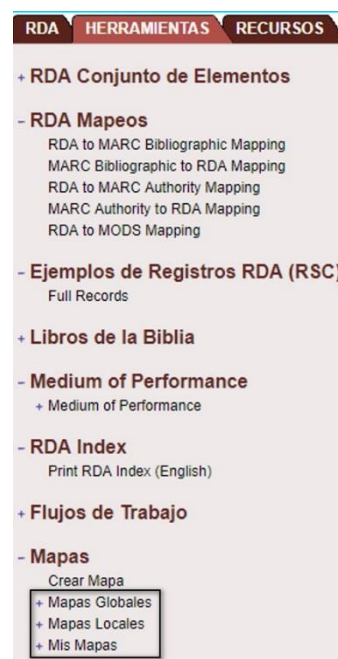 RDA HERRAMIENTAS RECURSOS
+ RDA Conjunto de Elementos
- RDA Mapeos
RDA to MARC Bibliographic Mapping
MARC Bibliographic to RDA Mapping
RDA to MARC Authority Mapping
MARC Authority to RDA Mapping
RDA to MODS Mapping
- Ejemplos de Registros RDA (RSC)
Full Records
+ Libros de la Biblia
- Medium of Performance
+ Medium of Performance
- RDA Index
Print RDA Index (English)
+ Flujos de Trabajo
- Mapas
Crear Mapa
+ Mapas Globales
+ Mapas Locales
+ Mis Mapas